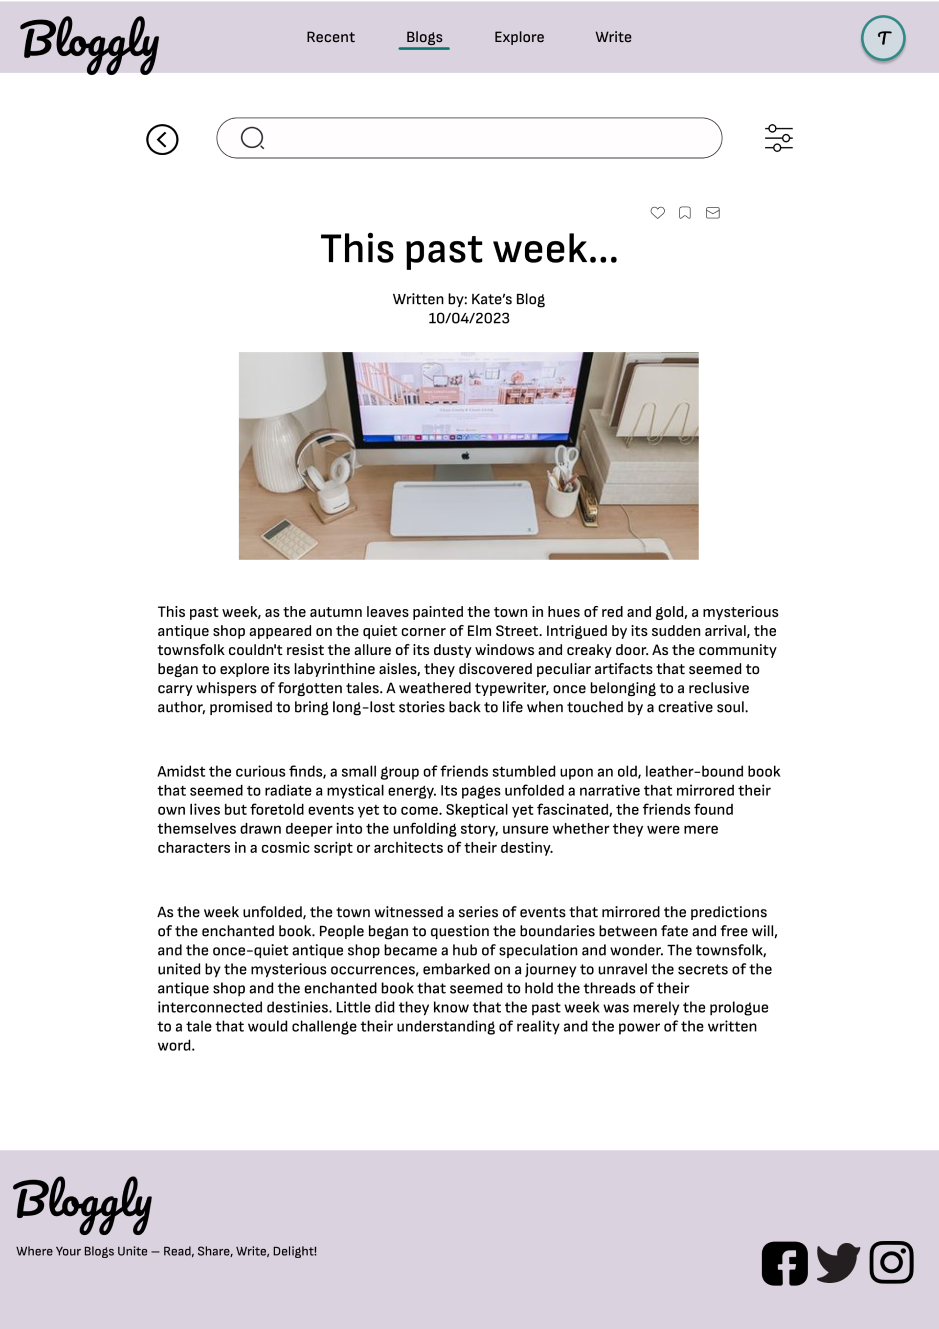 Bloggly
Recent
Blogs
Explore
Write
T
This past week...
Written by: Kate’s Blog
10/04/2023
This past week, as the autumn leaves painted the town in hues of red and gold, a mysterious
antique shop appeared on the quiet corner of Elm Street. Intrigued by its sudden arrival, the
townsfolk couldn't resist the allure of its dusty windows and creaky door. As the community
began to explore its labyrinthine aisles, they discovered peculiar artifacts that seemed to
carry whispers of forgotten tales. A weathered typewriter, once belonging to a reclusive
author, promised to bring long-lost stories back to life when touched by a creative soul.
Amidst the curious finds, a small group of friends stumbled upon an old, leather-bound book
that seemed to radiate a mystical energy. Its pages unfolded a narrative that mirrored their
own lives but foretold events yet to come. Skeptical yet fascinated, the friends found
themselves drawn deeper into the unfolding story, unsure whether they were mere
characters in a cosmic script or architects of their destiny.
As the week unfolded, the town witnessed a series of events that mirrored the predictions
of the enchanted book. People began to question the boundaries between fate and free will,
and the once-quiet antique shop became a hub of speculation and wonder. The townsfolk,
united by the mysterious occurrences, embarked on a journey to unravel the secrets of the
antique shop and the enchanted book that seemed to hold the threads of their
interconnected destinies. Little did they know that the past week was merely the prologue
to a tale that would challenge their understanding of reality and the power of the written
word.
Bloggly
Where Your Blogs Unite – Read, Share, Write, Delight!